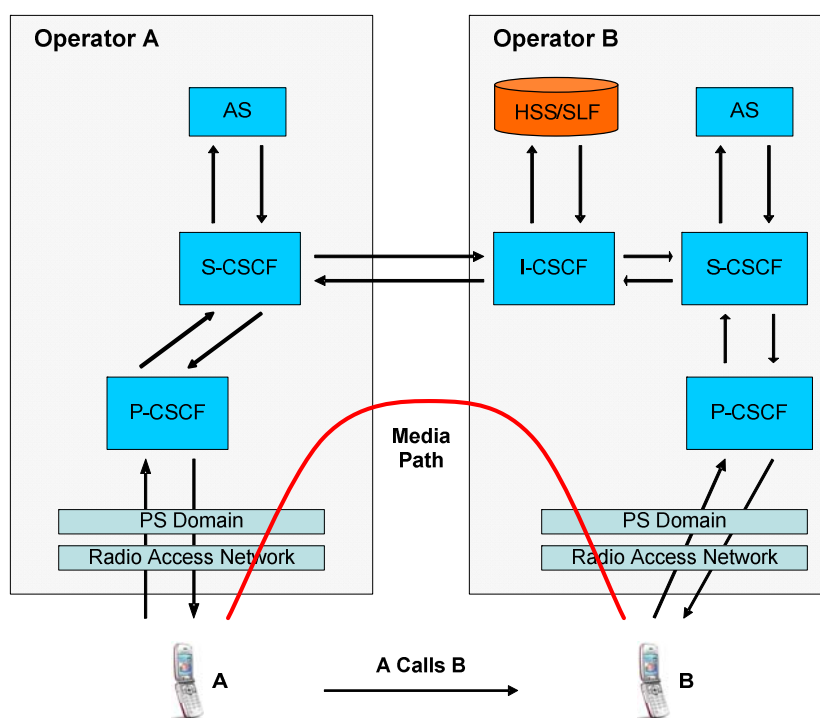 Operator A
Operator B
AS
HSS/SLF
AS
S-CSCF
I-CSCF
S-CSCF
P-CSCF
P-CSCF
Media
Path
PS Domain
PS Domain
Radio Access Network
Radio Access Network
A Calls B
A
B